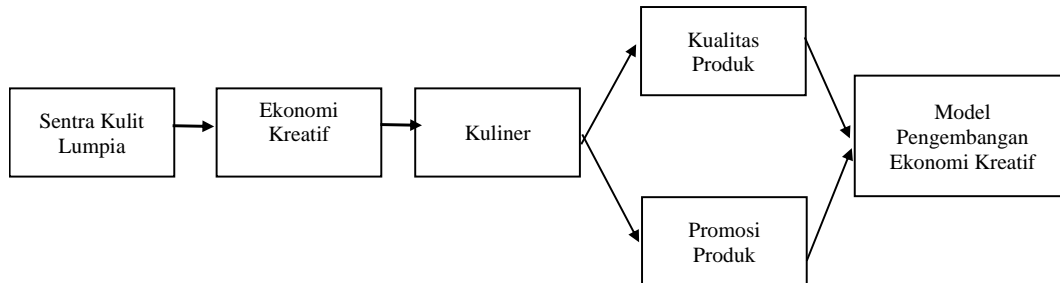 Sentra Kulit
Lumpia
Ekonomi
Kreatif
Kuliner
Kualitas
Produk
Promosi
Produk
Model
Pengembangan
Ekonomi Kreatif